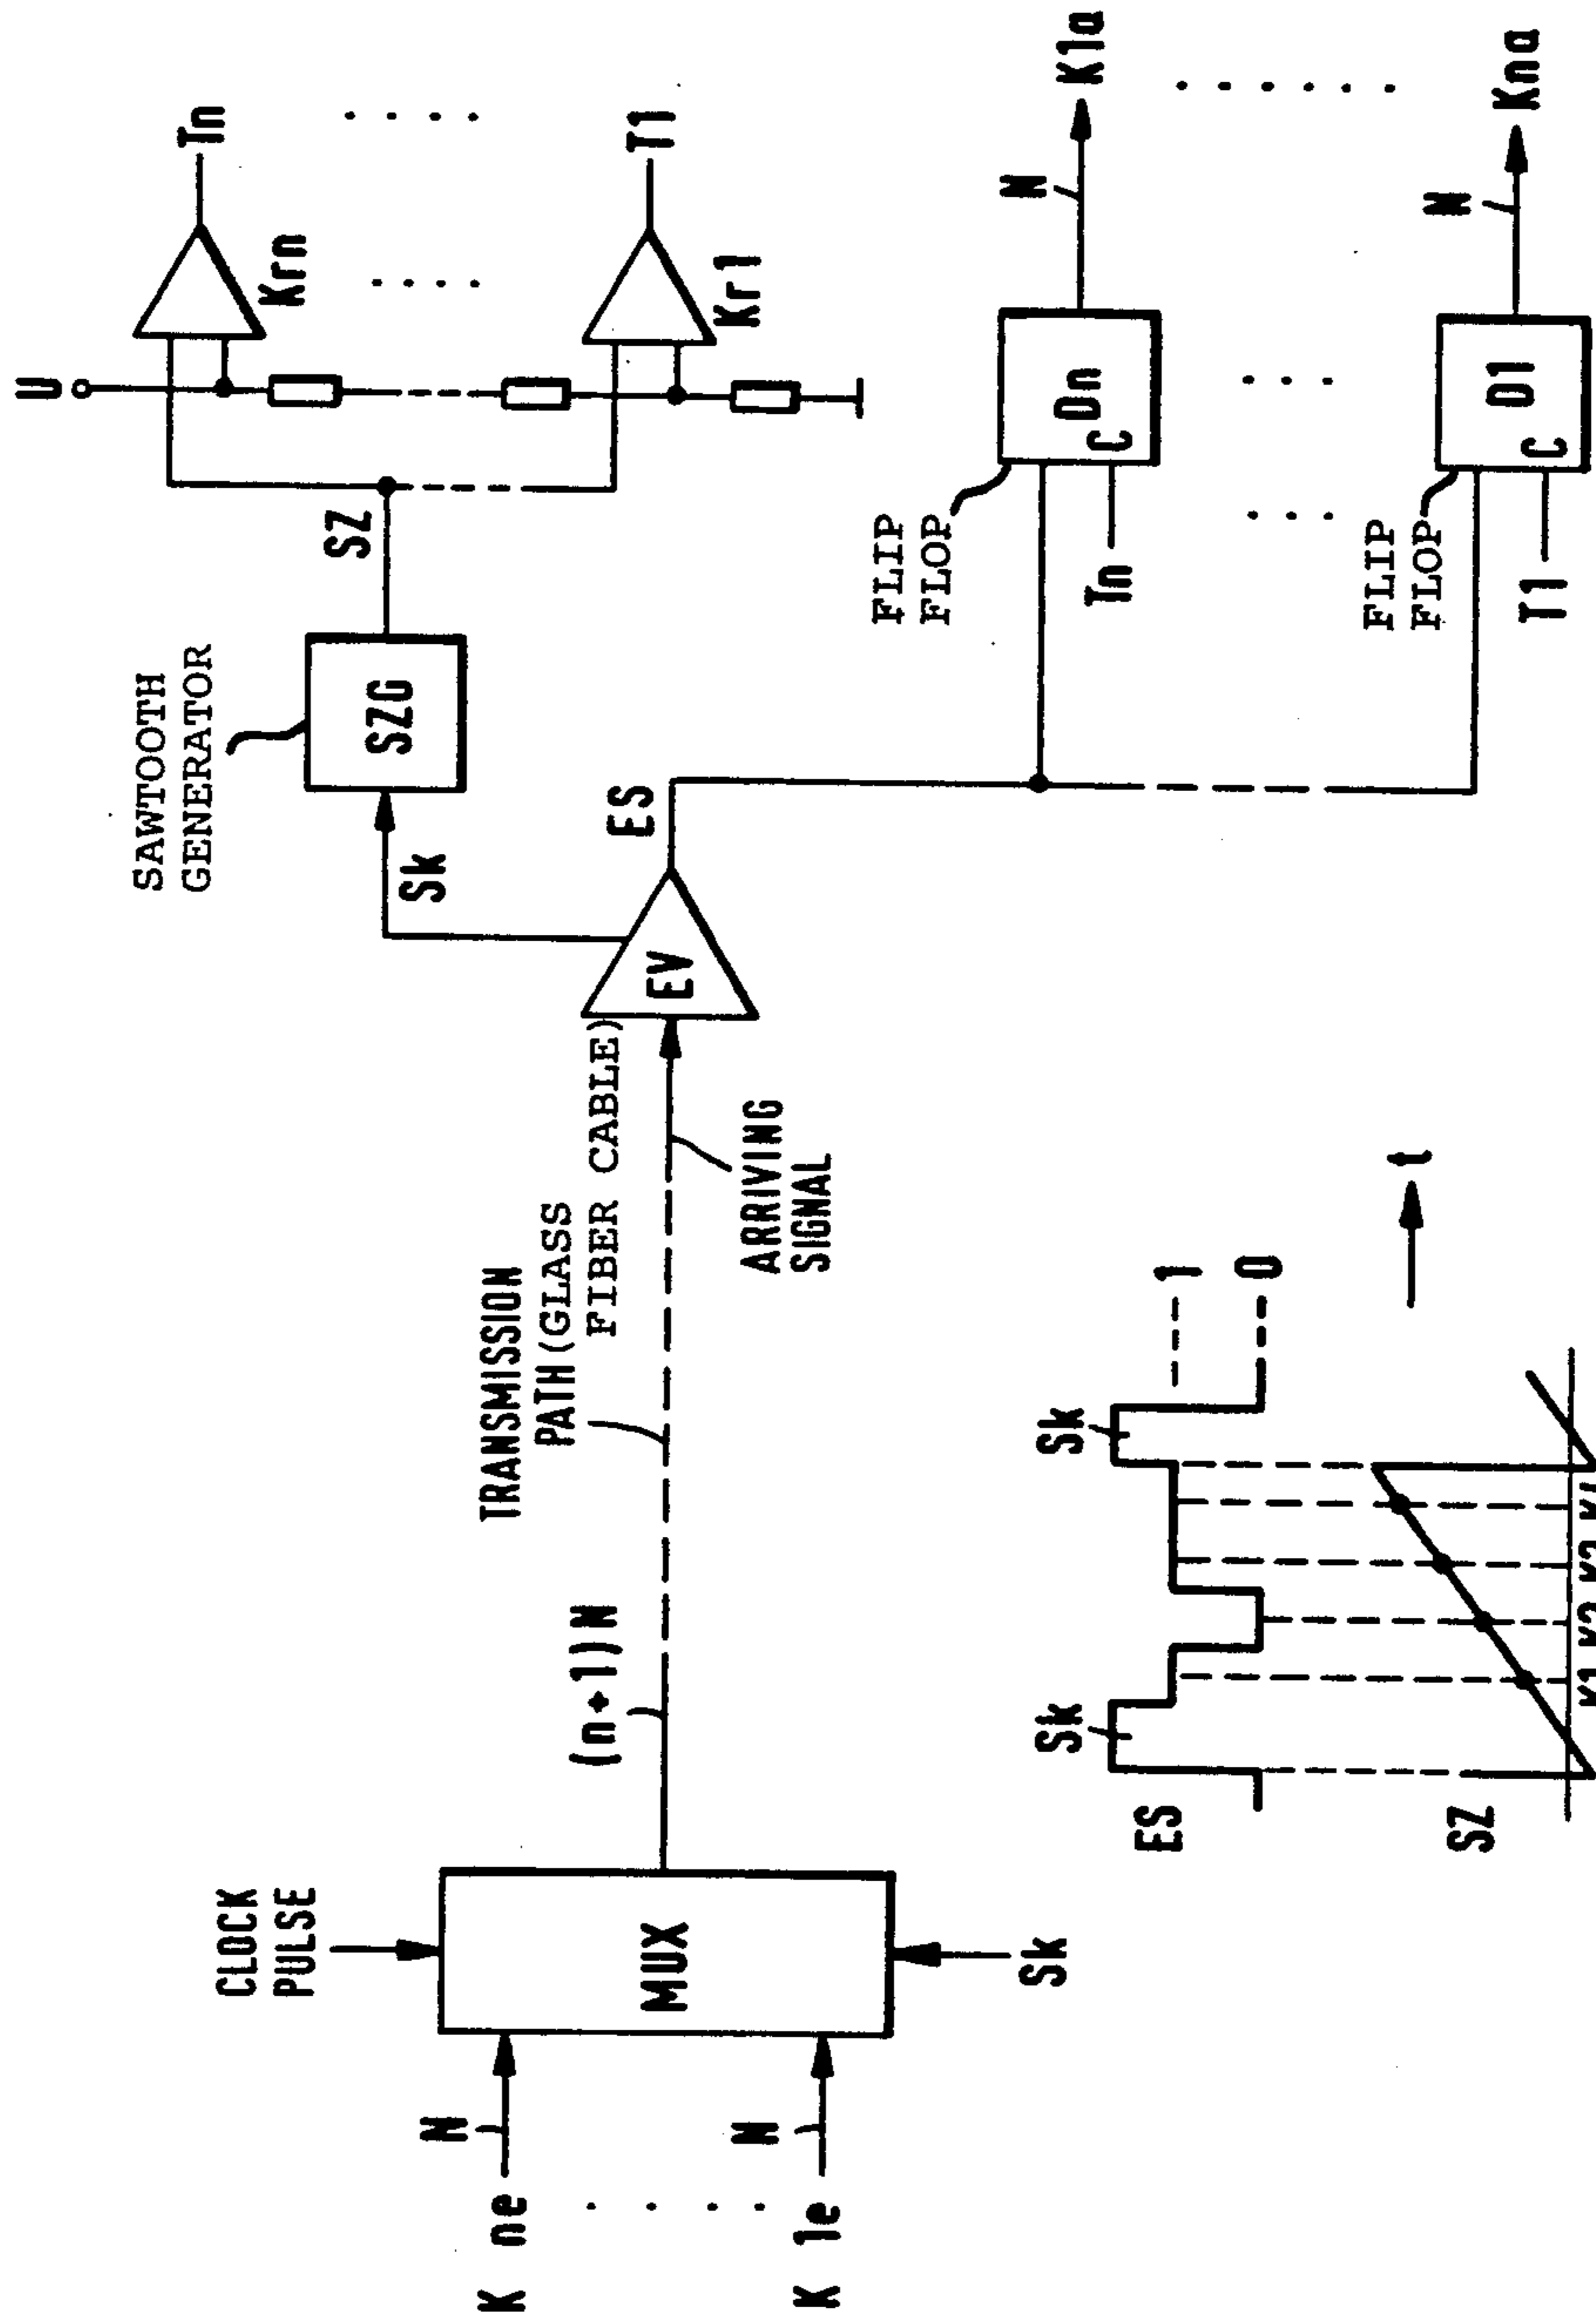 K ne
N
K 1e
N
CLOCK
PULSE
MUX
Sk
(n+1)N
TRANSMISSION
PATH(GLASS
FIBER CABLE)
ARRIVING
SIGNAL
EV
Sk
ES
SAWTOOTH
GENERATOR
SZG
SZ
U
Krn
Tn
Kr1
T1
FLIP
FLOP
Dn
C
Tn
N
K1a
FLIP
FLOP
D1
C
T1
N
Kna
ES
Sk
Sk
1
0
SZ
t